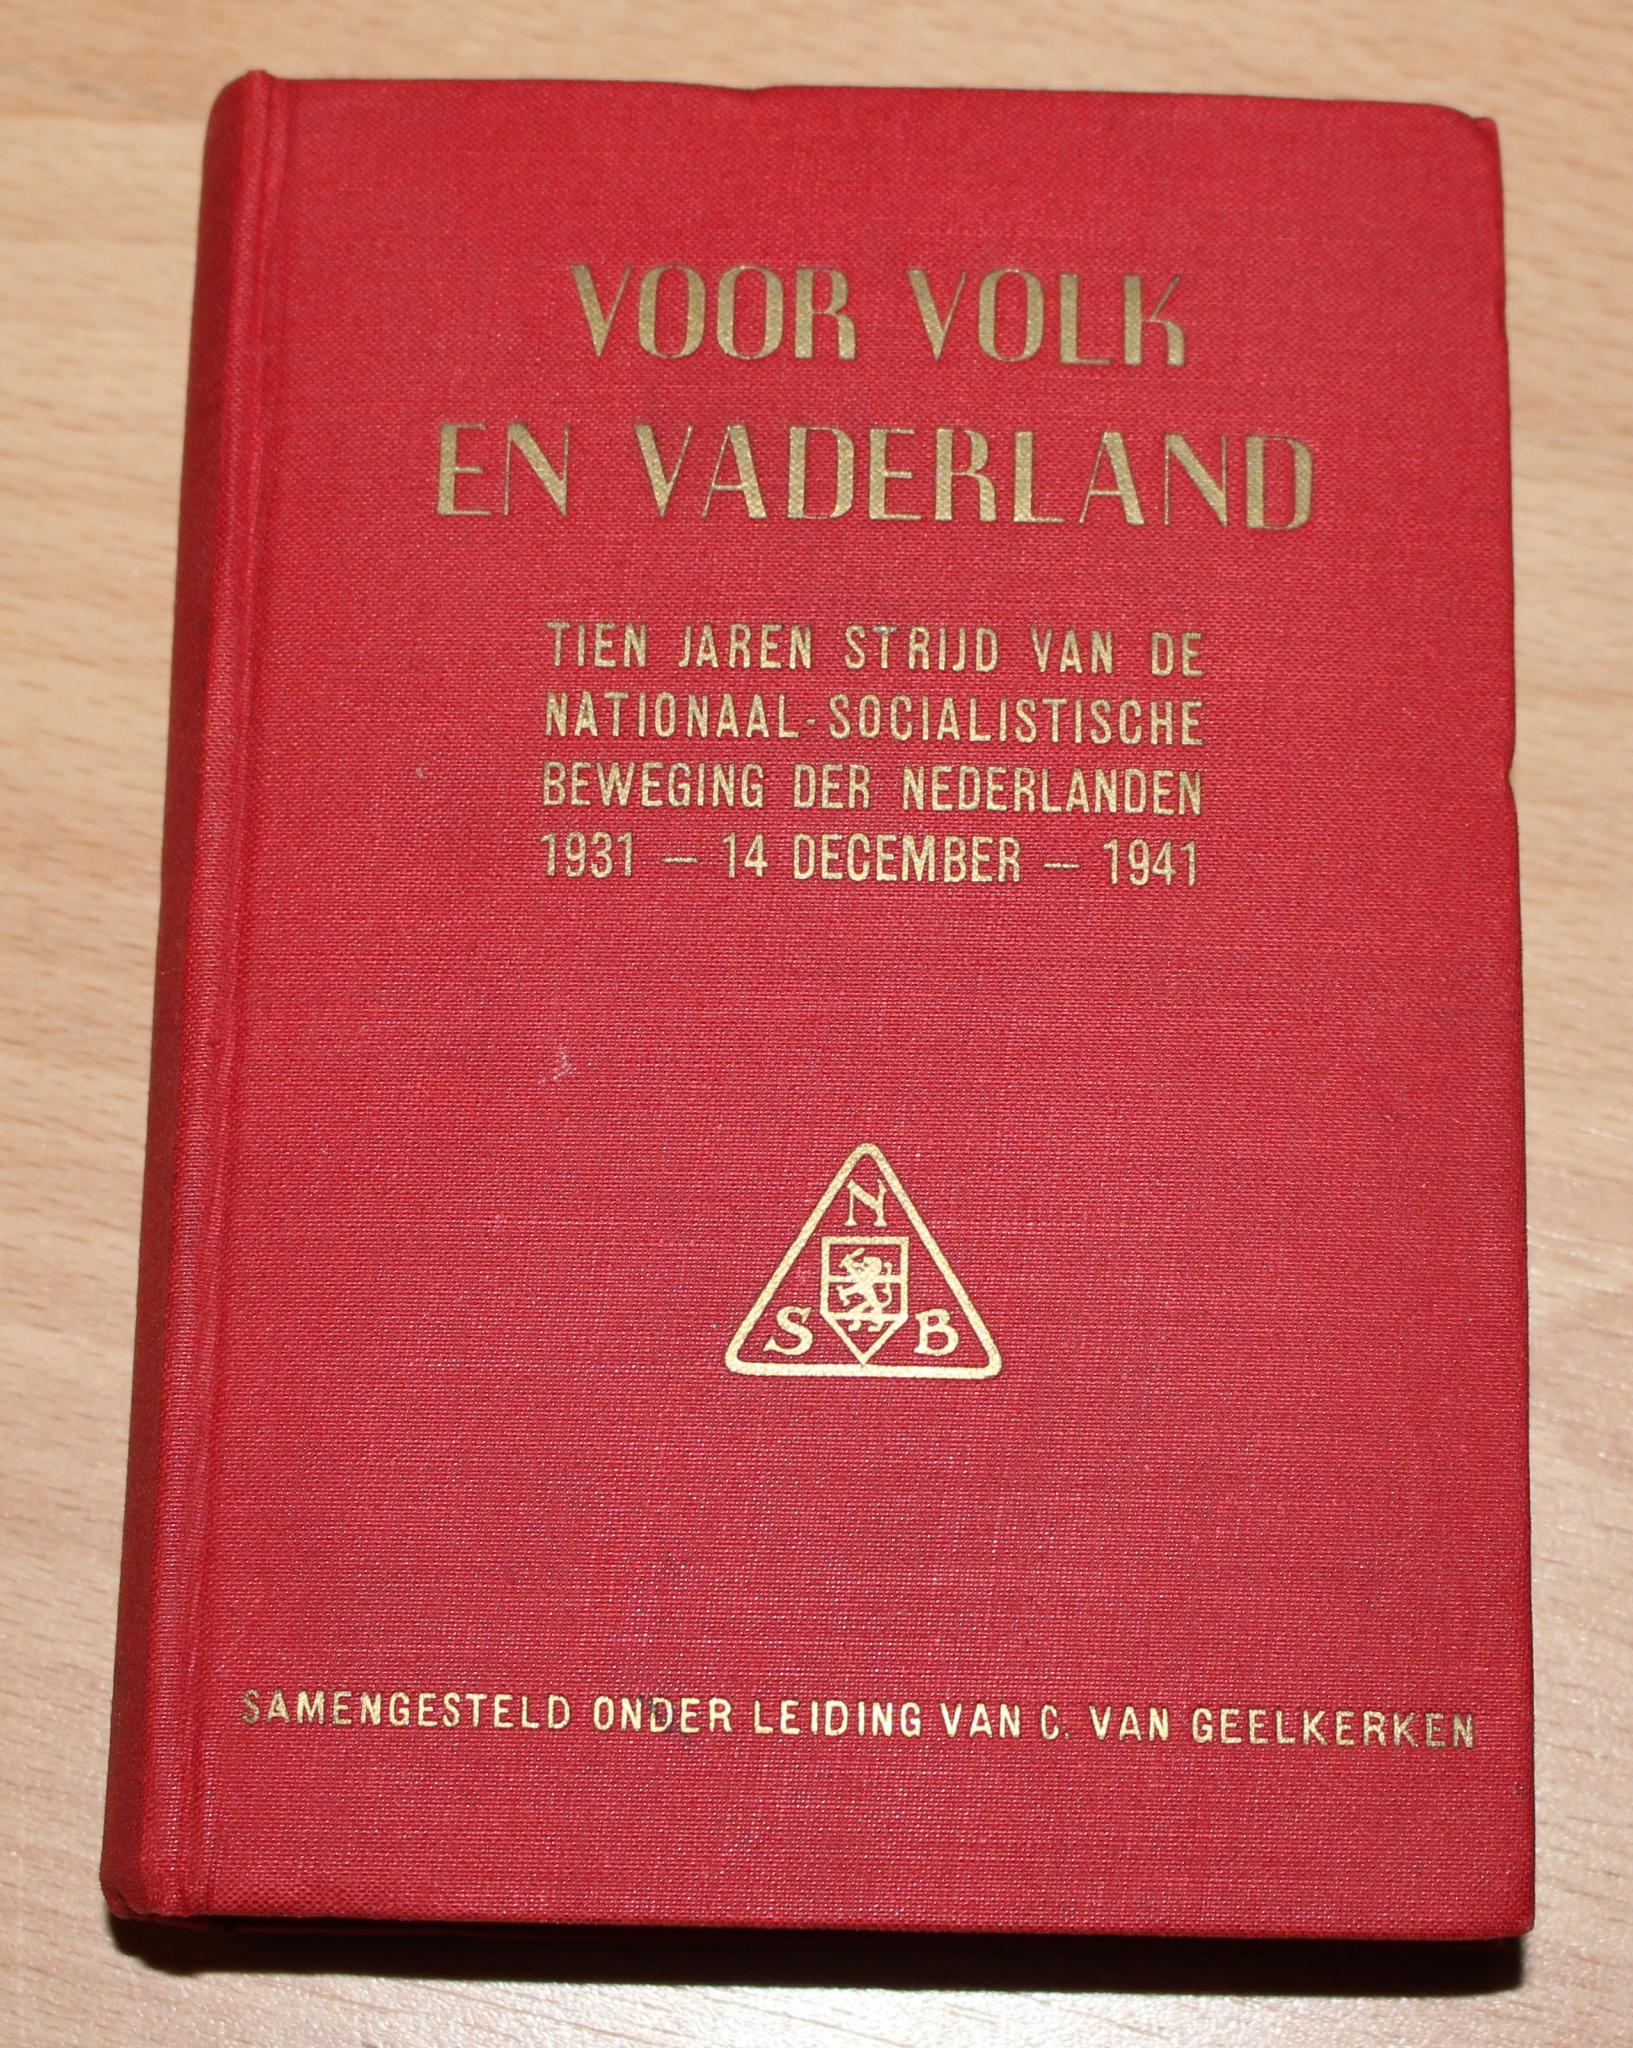 VOOR VOLK
EN VADERLAND
TIEN JAREN STRIJD VAN DE
NATIONAAL-SOCIALISTISCHE
BEWEGING DER NEDERLANDEN
1931 — 14 DECEMBER — 1941
N
S B
SAMENGESTELD ONDER LEIDING VAN C. VAN GEELKERKEN